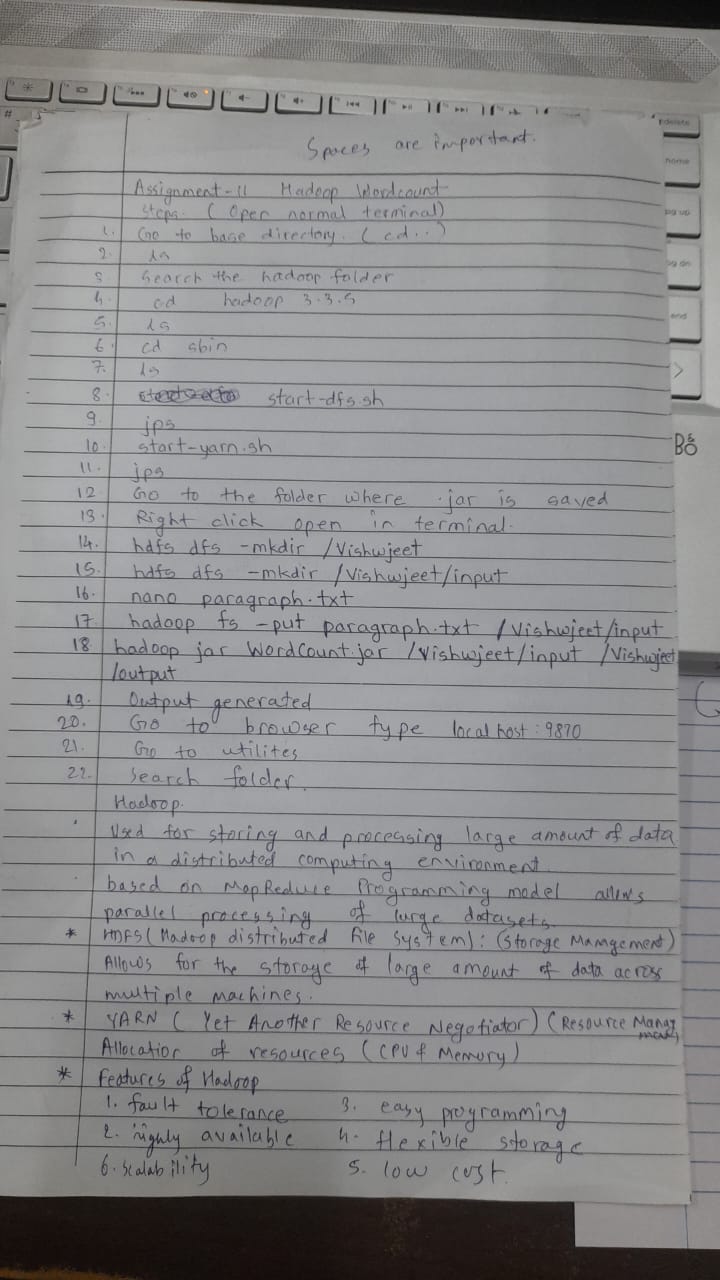 Spaces are important.
Assignment-11 Hadoop Wordcount
Steps. (Open normal terminal)
1. Go to base directory. (cd..)
2. ls
3. Search the hadoop folder
4. cd hadoop 3.3.5
5. ls
6. cd sbin
7. ls
8. start-dfs.sh
9. jps
10. start-yarn.sh
11. jps
12 Go to the folder where .jar is saved
13. Right click open in terminal.
14. hdfs dfs -mkdir /Vishwjeet
15. hdfs dfs -mkdir /Vishwjeet/input
16. nano paragraph.txt
17. hadoop fs -put paragraph.txt /Vishwjeet/input
18 hadoop jar WordCount.jar /Vishwjeet/input /Vishwjeet
/output
19. Output generated
20. Go to browser type localhost:9870
21. Go to utilites
22. Search folder.
Hadoop.
Used for storing and processing large amount of data
in a distributed computing environment.
based on MapReduce Programming model allows
parallel processing of large datasets.
* HDFS (Hadoop distributed file system): (Storage Mamgement)
Allows for the storage of large amount of data across
multiple machines.
* YARN (Yet Another Resource Negotiator) (Resource
Allocation of resources (CPU & Memory)
* Features of Hadoop
1. fault tolerance 3. easy programming
2. highly available 4. flexible storage
6. scalability 5. low cost.
delete
home
pg up
pg dn
end
B&O